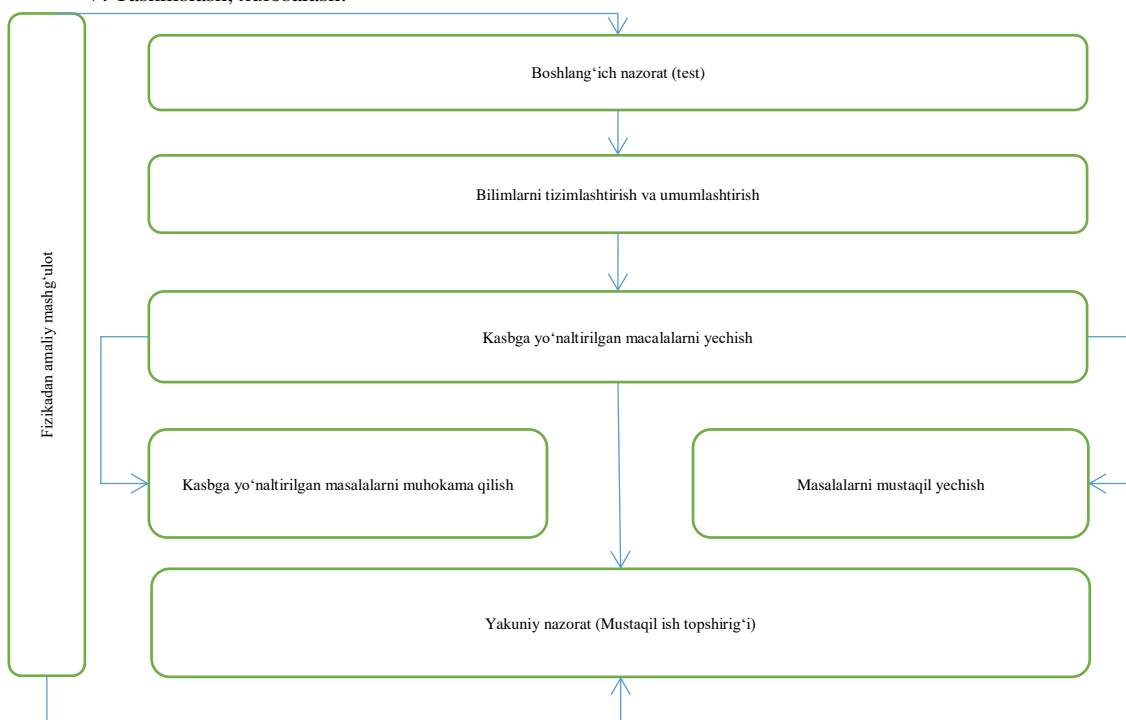 Boshlang‘ich nazorat (test)
Bilimlarni tizimlashtirish va umumlashtirish
Fizikadan amaliy mashg‘ulot
Kasbga yo‘naltirilgan macalalarni yechish
Kasbga yo‘naltirilgan masalalarni muhokama qilish
Masalalarni mustaqil yechish
Yakuniy nazorat (Mustaqil ish topshirig‘i)